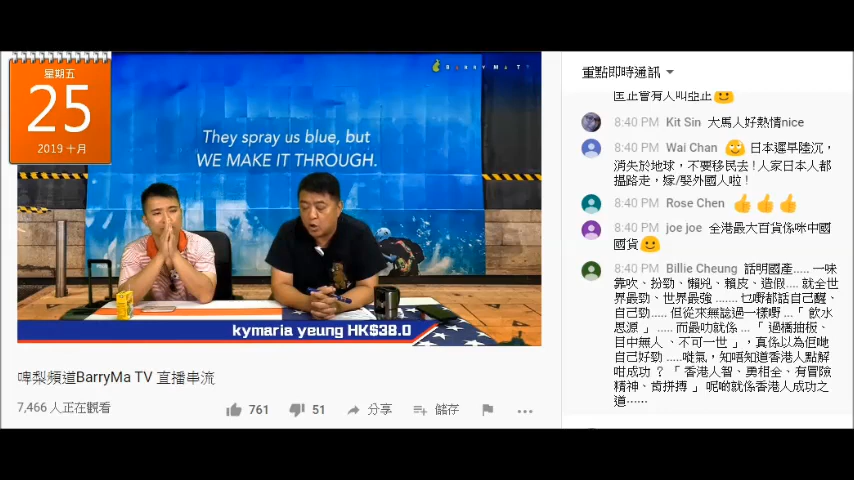 星期五
25
2019 十月
BARRY MA TV
They spray us blue, but
WE MAKE IT THROUGH.
kymaria yeung HK$38.0
啤梨頻道BarryMa TV 直播串流
7,466 人正在觀看
761
51
分享
儲存
重點即時通訊
8:40 PM Kit Sin 大馬人好熱情nice
8:40 PM Wai Chan 日本遲早陸沉，
消失於地球，不要移民去! 人家日本人都
搵路走，嫁/娶外國人啦！
8:40 PM Rose Chen
8:40 PM joe joe 全港最大百貨係咪中國
國貨
8:40 PM Billie Cheung 話明國產..... 一味
靠吹、扮勁、懶兇、賴皮、造假.... 就全世
界最勁、世界最強 ....... 乜嘢都話自己醒、
自己勁..... 但從來無諗過一樣嘢...「 飲水
思源 」 ..... 而最叻就係 ...「 過橋抽板、
目中無人 、不可一世 」，真係以為佢哋
自己好勁.... 嘥氣，知唔知道香港人點解
咁成功 ？「 香港人智、勇相全、有冒險
精神、肯拼搏 」 呢啲就係香港人成功之
道⋯⋯